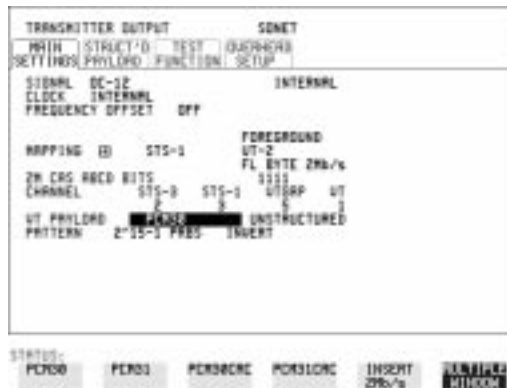 TRANSMITTER OUTPUT SONET
MAIN SETTINGS STRUCT'D PAYLOAD TEST FUNCTION OVERHEAD SETUP
SIGNAL OC-12 INTERNAL
CLOCK INTERNAL
FREQUENCY OFFSET OFF
FOREGROUND
MAPPING STS-1 VT-2
FL BYTE 2Mb/s
2M CAS ABCD BITS 1111
CHANNEL STS-3 STS-1 VTGRP VT
2 3 5 1
VT PAYLOAD PCM30 UNSTRUCTURED
PATTERN 2^15-1 PRBS INVERT
STATUS:
PCM30 PCM31 PCM30CRC PCM31CRC INSERT 2Mb/s MULTIPLE WINDOW